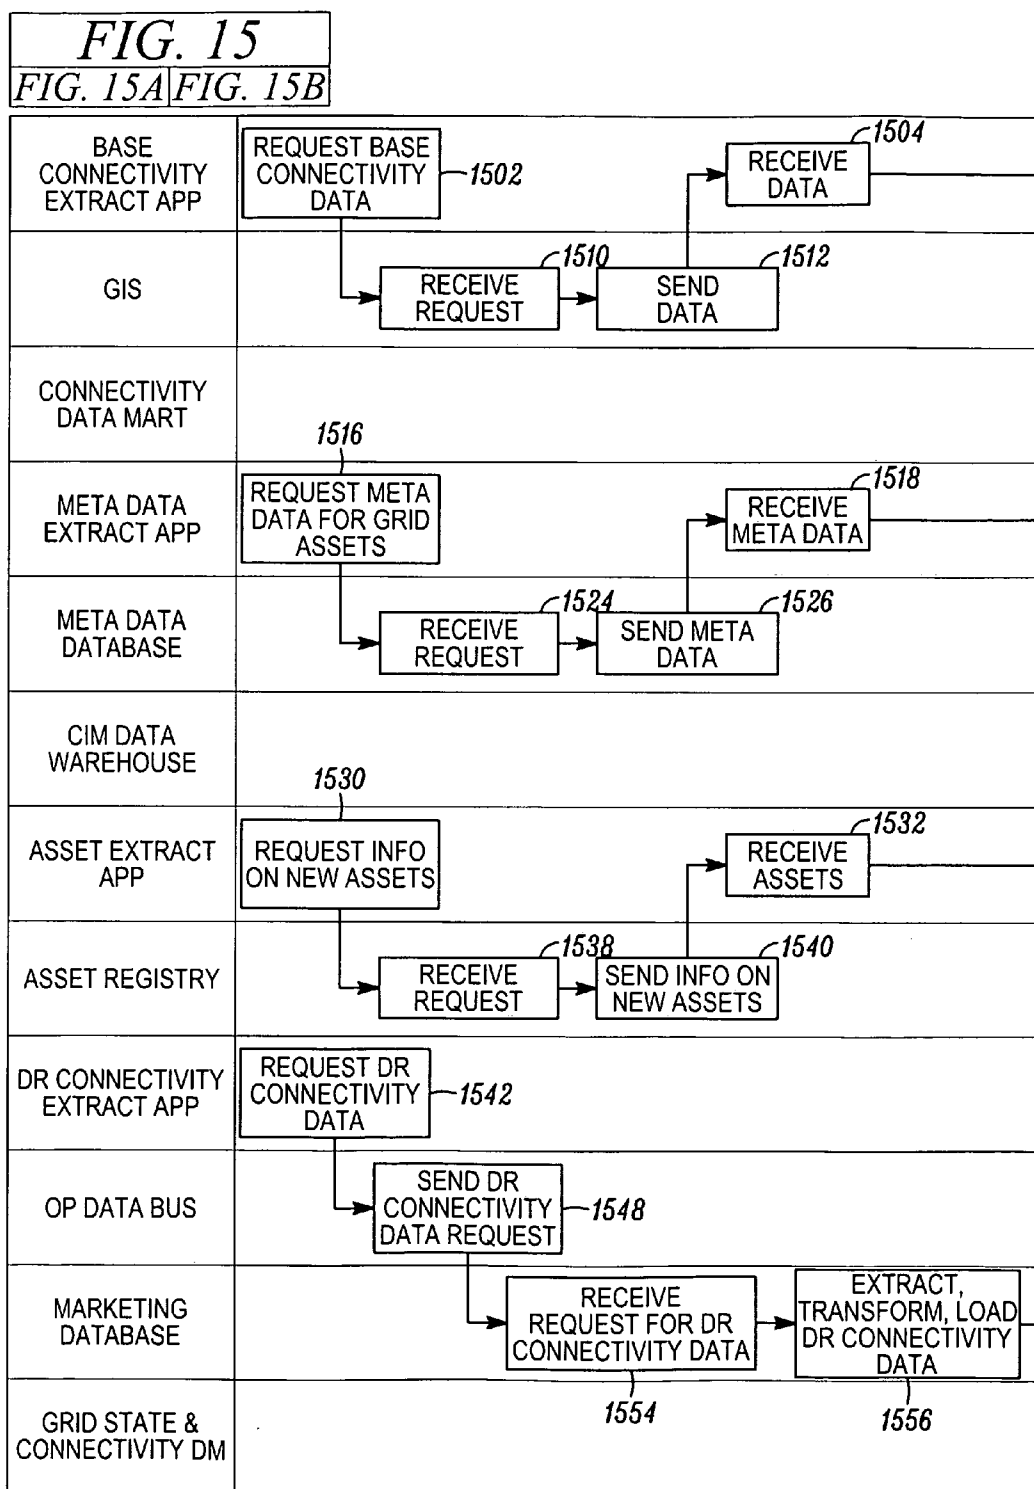 FIG. 15
FIG. 15A FIG. 15B
BASE
CONNECTIVITY
EXTRACT APP
REQUEST BASE
CONNECTIVITY
DATA
1502
RECEIVE
DATA
1504
GIS
RECEIVE
REQUEST
1510
SEND
DATA
1512
CONNECTIVITY
DATA MART
META DATA
EXTRACT APP
1516
REQUEST META
DATA FOR GRID
ASSETS
RECEIVE
META DATA
1518
META DATA
DATABASE
RECEIVE
REQUEST
1524
SEND META
DATA
1526
CIM DATA
WAREHOUSE
ASSET EXTRACT
APP
1530
REQUEST INFO
ON NEW ASSETS
RECEIVE
ASSETS
1532
ASSET REGISTRY
RECEIVE
REQUEST
1538
SEND INFO ON
NEW ASSETS
1540
DR CONNECTIVITY
EXTRACT APP
REQUEST DR
CONNECTIVITY
DATA
1542
OP DATA BUS
SEND DR
CONNECTIVITY
DATA REQUEST
1548
MARKETING
DATABASE
RECEIVE
REQUEST FOR DR
CONNECTIVITY DATA
1554
EXTRACT,
TRANSFORM, LOAD
DR CONNECTIVITY
DATA
1556
GRID STATE &
CONNECTIVITY DM